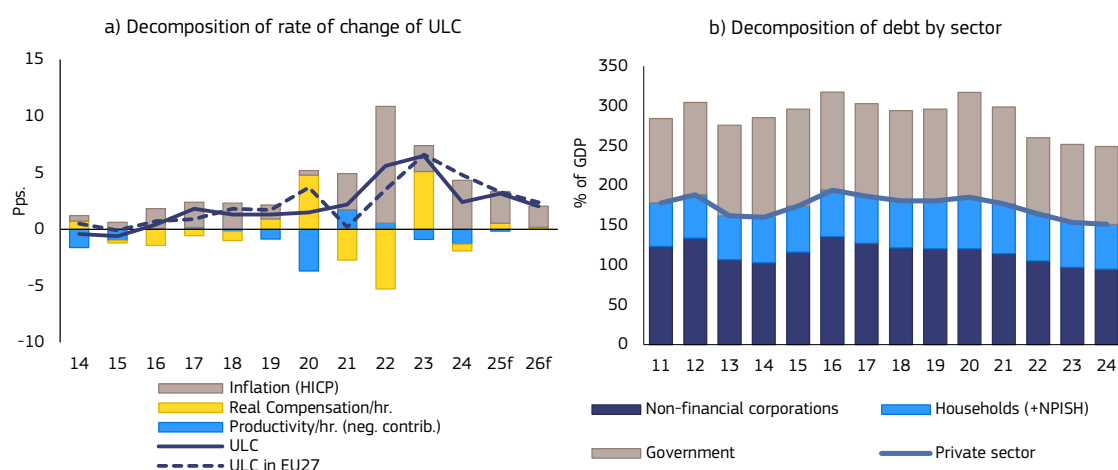 a) Decomposition of rate of change of ULC
15
10
5
0
-5
-10
Pps.
14 15 16 17 18 19 20 21 22 23 24 25f 26f
Inflation (HICP)
Real Compensation/hr.
Productivity/hr. (neg. contrib.)
ULC
ULC in EU27
b) Decomposition of debt by sector
350
300
250
200
150
100
50
0
% of GDP
11 12 13 14 15 16 17 18 19 20 21 22 23 24
Non-financial corporations
Households (+NPISH)
Government
Private sector